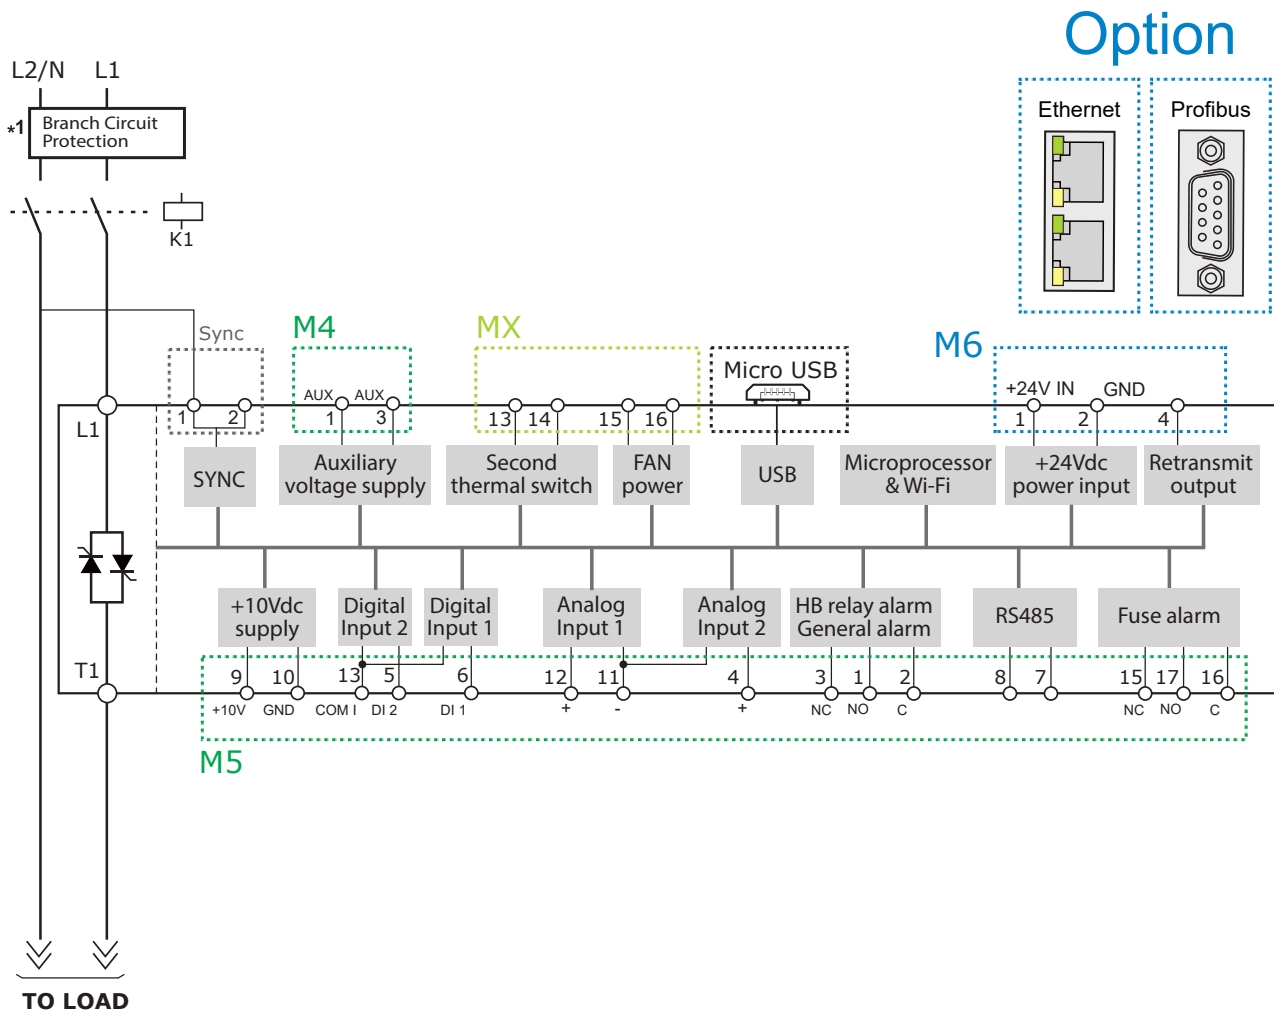 Option
L2/N L1
Ethernet Profibus
*1 Branch Circuit
Protection
K1
Sync M4 MX M6
Micro USB
AUX AUX +24V IN GND
1 2 1 3 13 14 15 16 1 2 4
L1
SYNC
Auxiliary
voltage supply
Second
thermal switch
FAN
power
USB
Microprocessor
& Wi-Fi
+24Vdc
power input
Retransmit
output
+10Vdc
supply
Digital
Input 2
Digital
Input 1
Analog
Input 1
Analog
Input 2
HB relay alarm
General alarm
RS485
Fuse alarm
T1
9 10 13 5 6 12 11 4 3 1 2 8 7 15 17 16
+10V GND COM I DI 2 DI 1 + - + NC NO C NC NO C
M5
TO LOAD